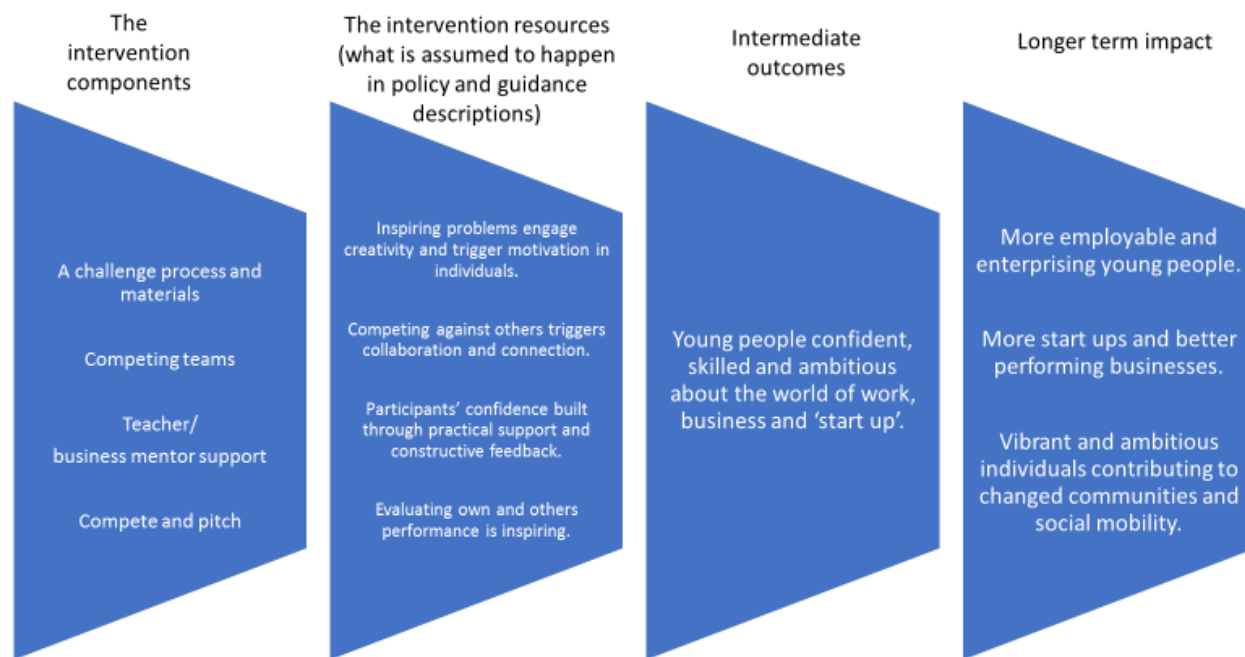 The
intervention
components
The intervention resources
(what is assumed to happen
in policy and guidance
descriptions)
Intermediate
outcomes
Longer term impact
A challenge process and
materials
Competing teams
Teacher/
business mentor support
Compete and pitch
Inspiring problems engage
creativity and trigger motivation in
individuals.
Competing against others triggers
collaboration and connection.
Participants’ confidence built
through practical support and
constructive feedback.
Evaluating own and others
performance is inspiring.
Young people confident,
skilled and ambitious
about the world of work,
business and ‘start up’.
More employable and
enterprising young people.
More start ups and better
performing businesses.
Vibrant and ambitious
individuals contributing to
changed communities and
social mobility.